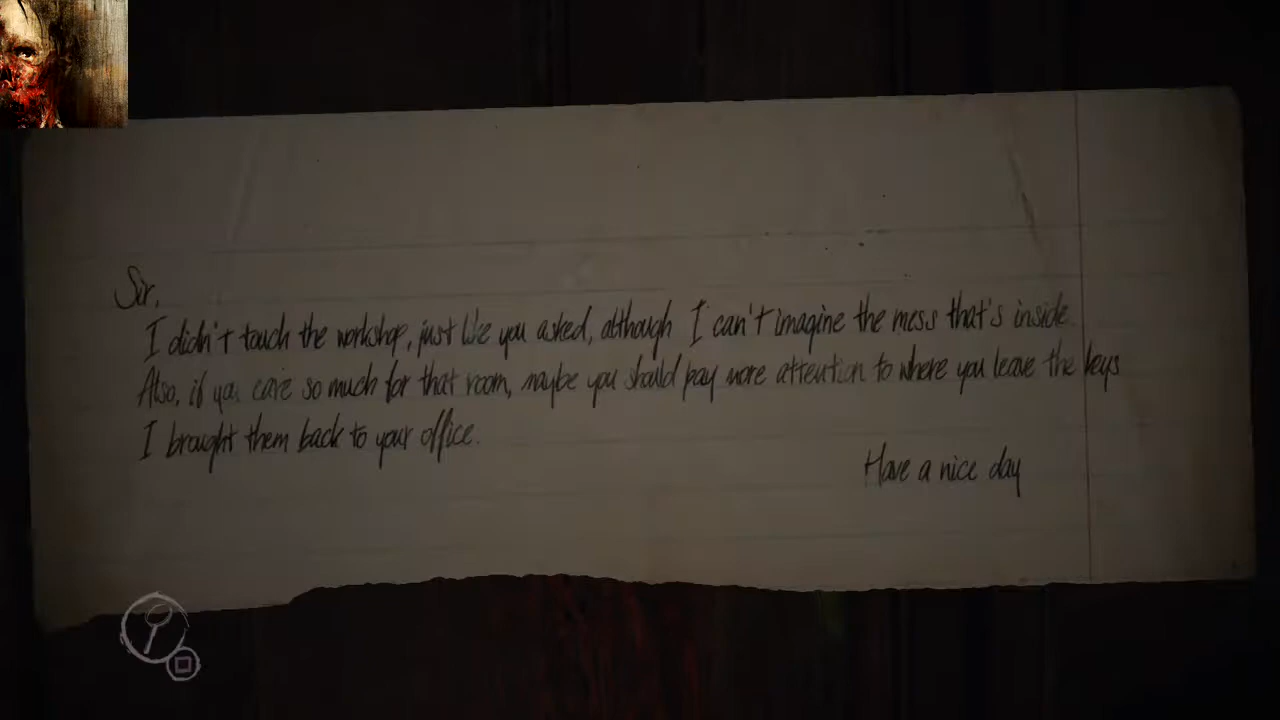 Sir,
I didn't touch the workshop, just like you asked, although I can't imagine the mess that's inside.
Also, if you care so much for that room, maybe you should pay more attention to where you leave the keys
I brought them back to your office.
Have a nice day